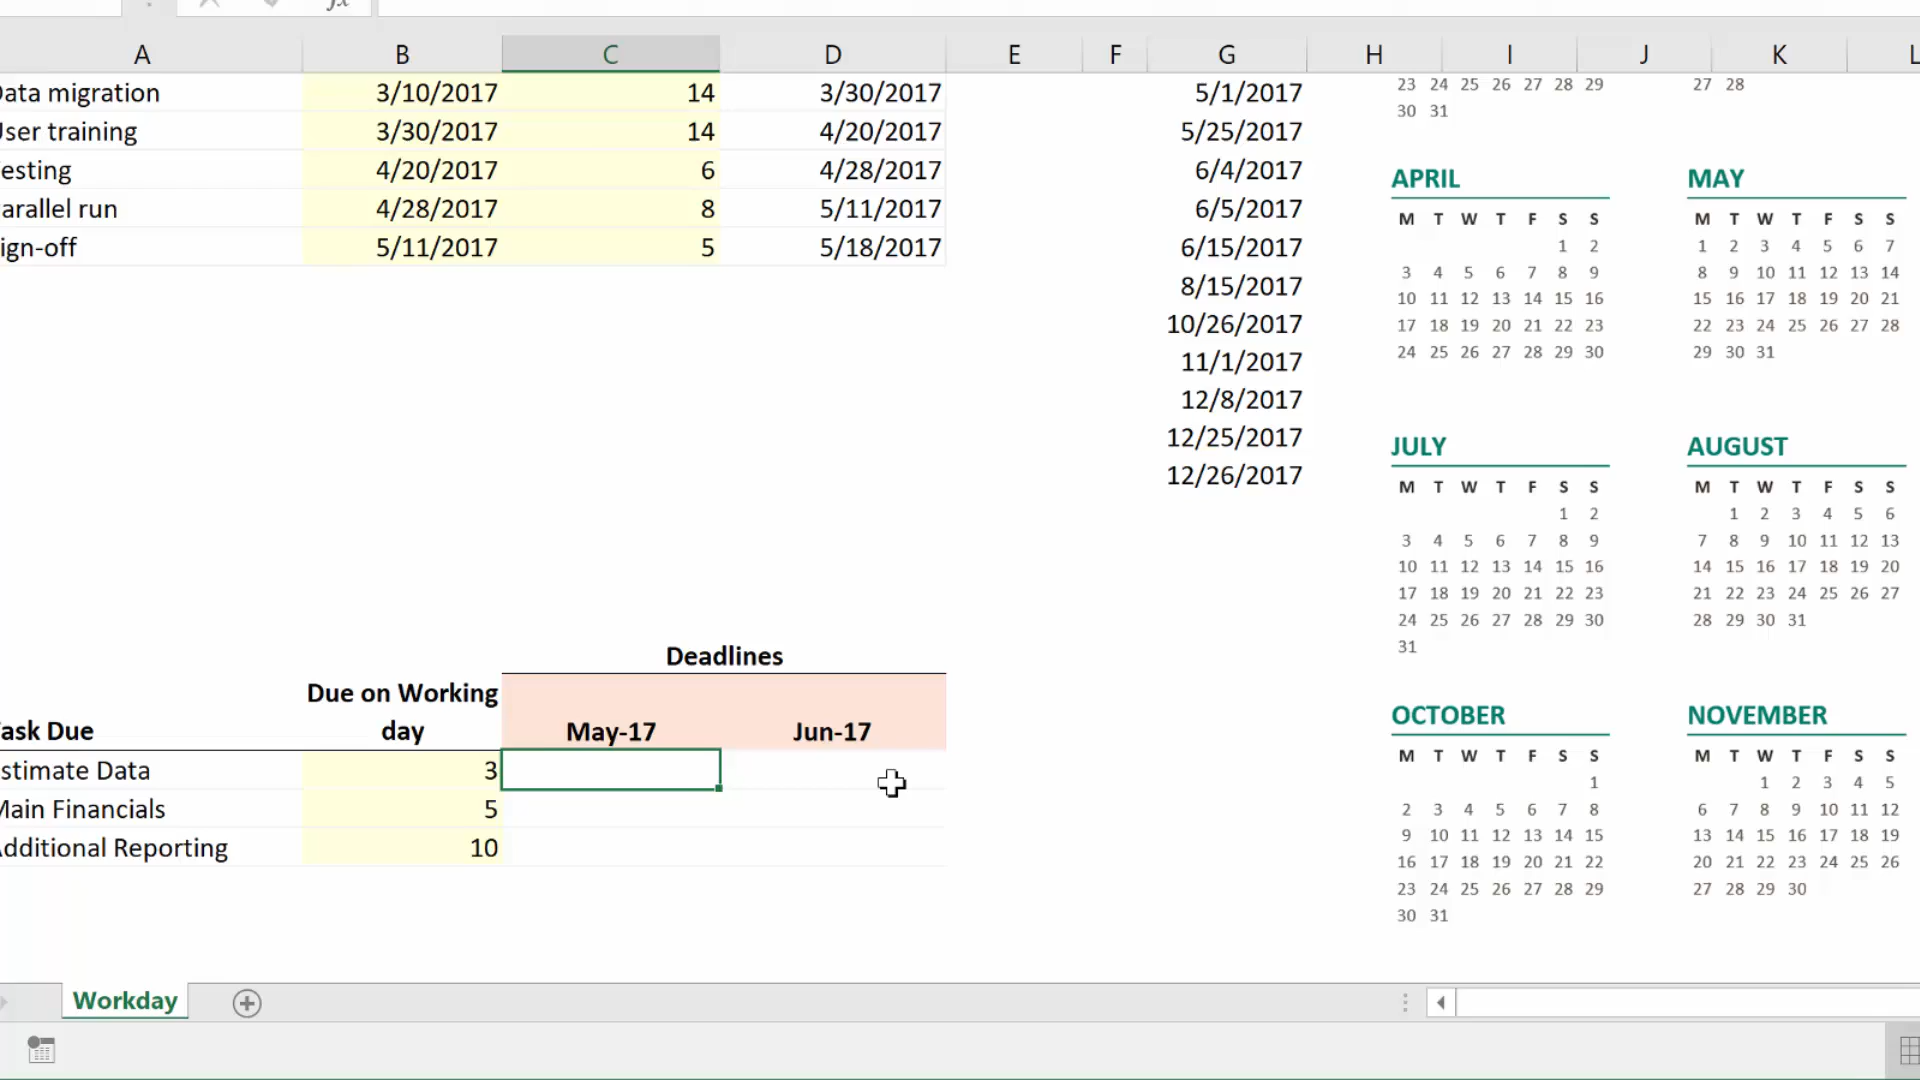 A B C D E F G H I J K L
ata migration 3/10/2017 14 3/30/2017 5/1/2017 23 24 25 26 27 28 29 27 28
ser training 3/30/2017 14 4/20/2017 5/25/2017 30 31
esting 4/20/2017 6 4/28/2017 6/4/2017 APRIL MAY
arallel run 4/28/2017 8 5/11/2017 6/5/2017 M T W T F S S M T W T F S S
ign-off 5/11/2017 5 5/18/2017 6/15/2017 1 2 1 2 3 4 5 6 7
8/15/2017 3 4 5 6 7 8 9 8 9 10 11 12 13 14
10 11 12 13 14 15 16 15 16 17 18 19 20 21
10/26/2017 17 18 19 20 21 22 23 22 23 24 25 26 27 28
11/1/2017 24 25 26 27 28 29 30 29 30 31
12/8/2017
12/25/2017 JULY AUGUST
12/26/2017 M T W T F S S M T W T F S S
1 2 1 2 3 4 5 6
3 4 5 6 7 8 9 7 8 9 10 11 12 13
10 11 12 13 14 15 16 14 15 16 17 18 19 20
17 18 19 20 21 22 23 21 22 23 24 25 26 27
24 25 26 27 28 29 30 28 29 30 31
31
Deadlines
Due on Working OCTOBER NOVEMBER
ask Due day May-17 Jun-17 M T W T F S S M T W T F S S
stimate Data 3 1 1 2 3 4 5
Main Financials 5 2 3 4 5 6 7 8 6 7 8 9 10 11 12
9 10 11 12 13 14 15 13 14 15 16 17 18 19
dditional Reporting 10 16 17 18 19 20 21 22 20 21 22 23 24 25 26
23 24 25 26 27 28 29 27 28 29 30
30 31
Workday